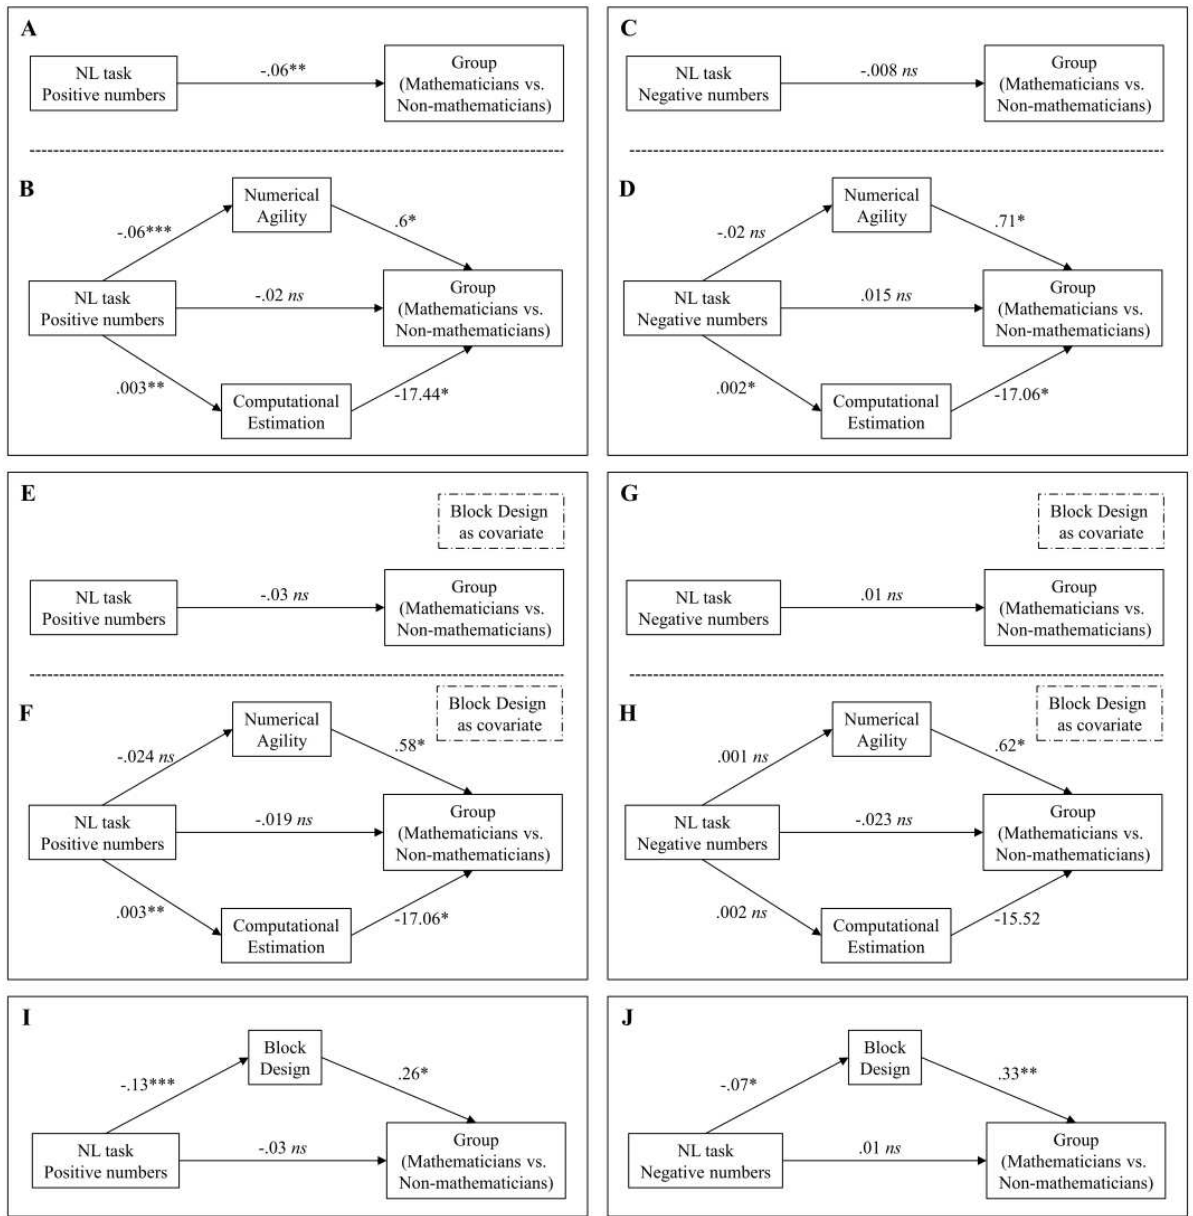 A
NL task
Positive numbers
-.06**
Group
(Mathematicians vs.
Non-mathematicians)
B
Numerical
Agility
-.06***
.6*
NL task
Positive numbers
-.02 ns
Group
(Mathematicians vs.
Non-mathematicians)
.003**
-17.44*
Computational
Estimation
C
NL task
Negative numbers
-.008 ns
Group
(Mathematicians vs.
Non-mathematicians)
D
Numerical
Agility
-.02 ns
.71*
NL task
Negative numbers
.015 ns
Group
(Mathematicians vs.
Non-mathematicians)
.002*
-17.06*
Computational
Estimation
E
Block Design
as covariate
NL task
Positive numbers
-.03 ns
Group
(Mathematicians vs.
Non-mathematicians)
F
Block Design
as covariate
Numerical
Agility
-.024 ns
.58*
NL task
Positive numbers
-.019 ns
Group
(Mathematicians vs.
Non-mathematicians)
.003**
-17.06*
Computational
Estimation
G
Block Design
as covariate
NL task
Negative numbers
.01 ns
Group
(Mathematicians vs.
Non-mathematicians)
H
Block Design
as covariate
Numerical
Agility
.001 ns
.62*
NL task
Negative numbers
-.023 ns
Group
(Mathematicians vs.
Non-mathematicians)
.002 ns
-15.52
Computational
Estimation
I
Block
Design
-.13***
.26*
NL task
Positive numbers
-.03 ns
Group
(Mathematicians vs.
Non-mathematicians)
J
Block
Design
-.07*
.33**
NL task
Negative numbers
.01 ns
Group
(Mathematicians vs.
Non-mathematicians)